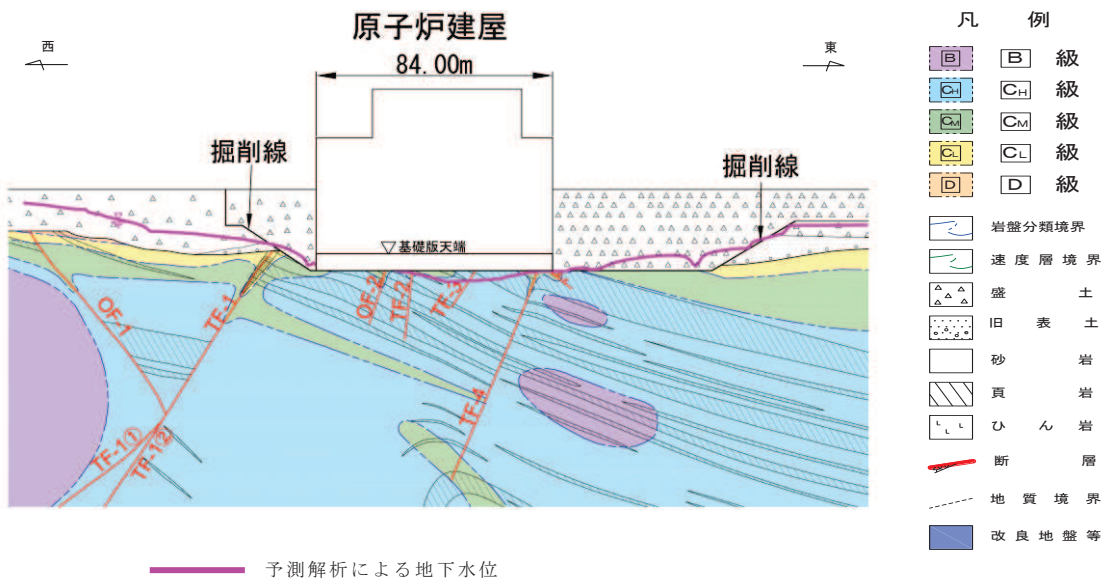 原子炉建屋
84.00m
西
東
掘削線
掘削線
▽基礎版天端
OF-1
TF-1
OF-2
TF-2
TF-3
TF-4
TF-1①
TF-1②
凡 例
B B 級
CH CH 級
CM CM 級
CL CL 級
D D 級
岩盤分類境界
速度層境界
盛土
旧表土
砂岩
頁岩
ひん岩
断層
地質境界
改良地盤等
予測解析による地下水位